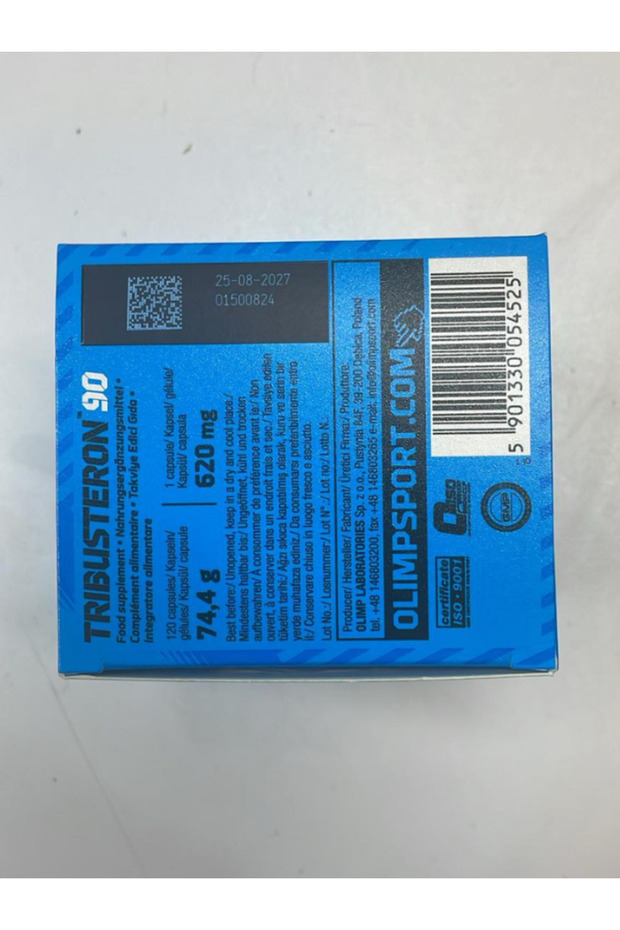 TRIBUSTERON™ 90
Food supplement • Nahrungsergänzungsmittel •
Complément alimentaire • Takviye Edici Gıda •
Integratore alimentare
120 capsules/ Kapseln/
gélules/ Kapsül/ capsule
74,4 g
1 capsule/ Kapsel/ gélule/
Kapsül/ capsula
620 mg
25-08-2027
01500824
Best before:/ Unopened, keep in a dry and cool place:/
Mindestens haltbar bis:/ Ungeöffnet, kühl und trocken
aufbewahren/ A consommer de préférence avant le:/ Non
ouvert, à conserver dans un endroit frais et sec:/ Tavsiye edilen
tüketim tarihi:/ Ağzı sıkıca kapatılmış olarak, kuru ve serin bir
yerde muhafaza ediniz:/ Da consumarsi preferibilmente entro
il:/ Conservare chiuso in luogo fresco e asciutto.
Lot No.:/ Losnummer:/ Lot N°.:/ Lot no:/ Lotto N.
Producer/ Hersteller/ Fabricant/ Üretici Firma:/ Produttore:
OLIMP LABORATORIES Sp. z o.o., Pustynia 84F, 39-200 Dębica, Poland
tel. +48 146803200, fax +48 146803265 e-mail: info@olimpsport.com
OLIMPSPORT.COM
certificate
ISO • 9001
GMP
5 901330 054525